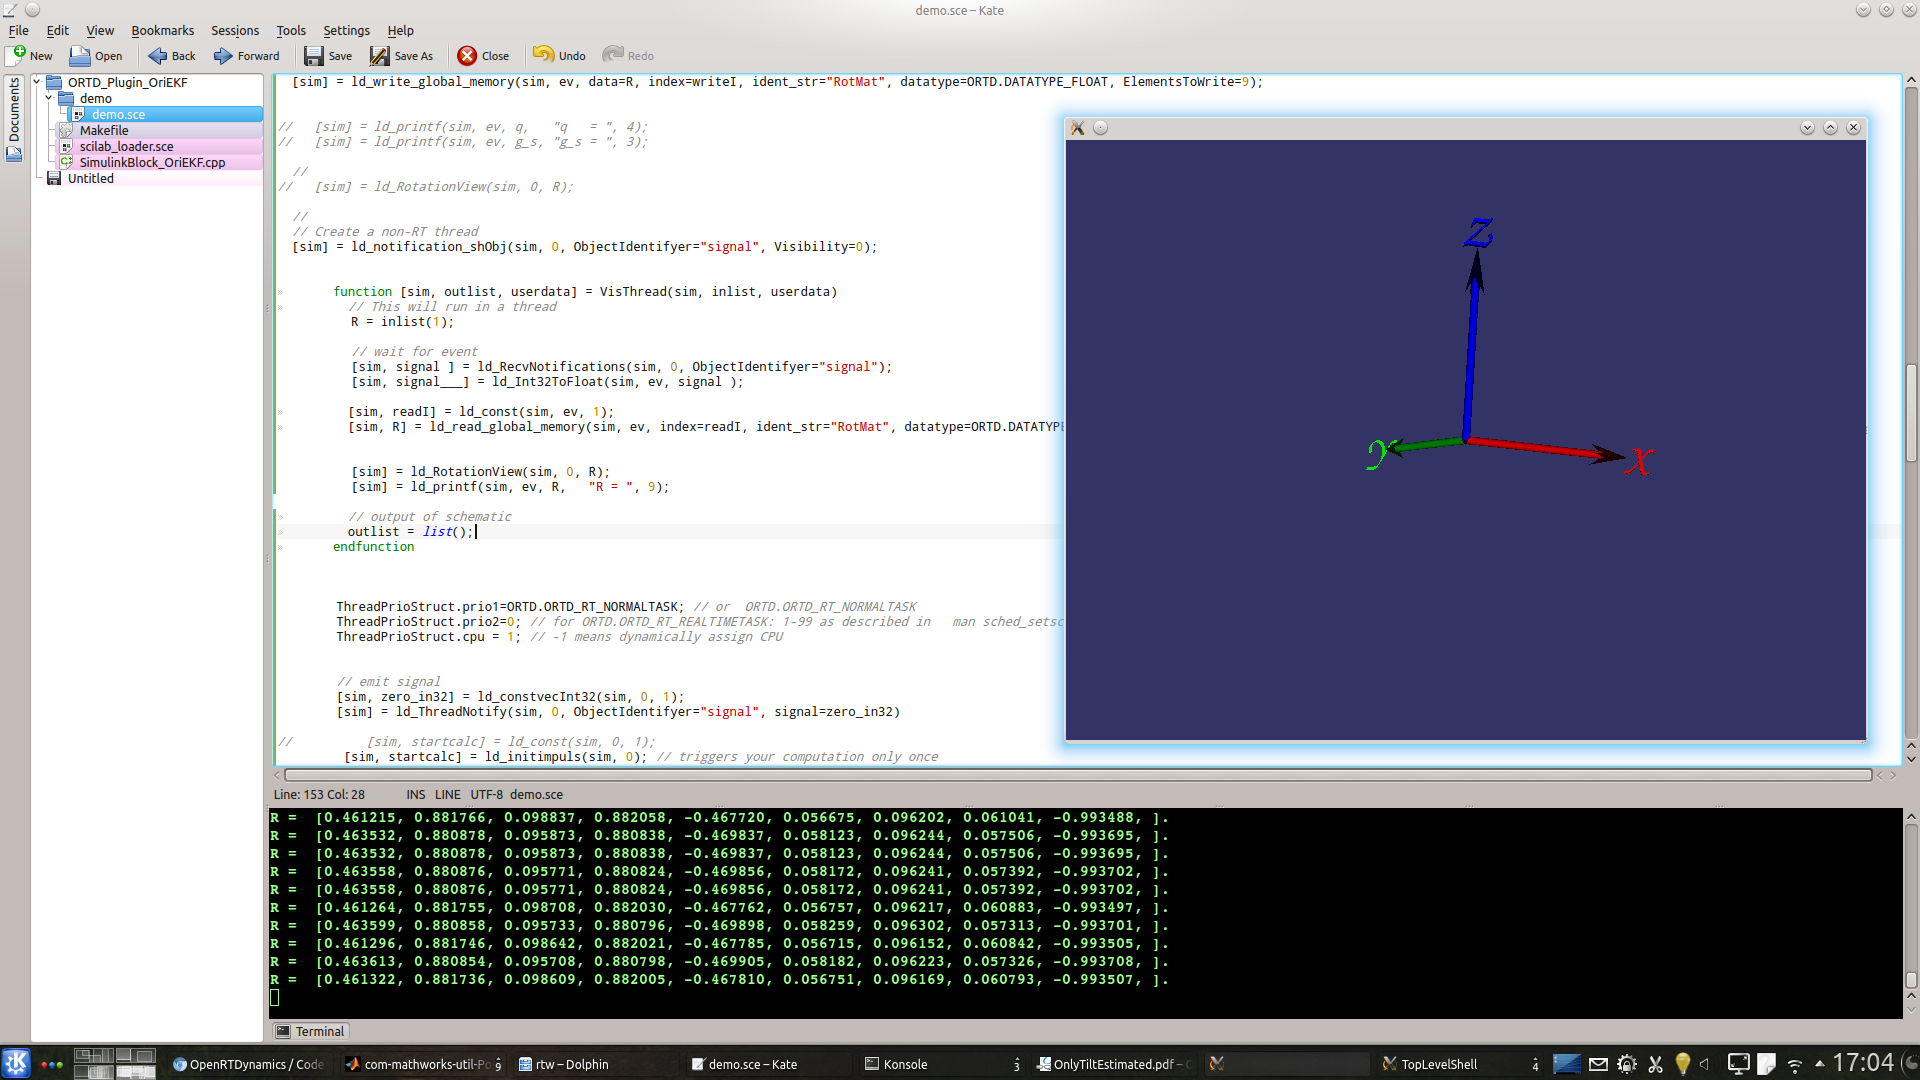 demo.sce – Kate
File Edit View Bookmarks Sessions Tools Settings Help
New Open Back Forward Save Save As Close Undo Redo
Documents
ORTD_Plugin_OriEKF
demo
demo.sce
Makefile
scilab_loader.sce
SimulinkBlock_OriEKF.cpp
Untitled
[sim] = ld_write_global_memory(sim, ev, data=R, index=writeI, ident_str="RotMat", datatype=ORTD.DATATYPE_FLOAT, ElementsToWrite=9);
//   [sim] = ld_printf(sim, ev, q,   "q   = ", 4);
//   [sim] = ld_printf(sim, ev, g_s, "g_s = ", 3);
//
//   [sim] = ld_RotationView(sim, 0, R);
//
// Create a non-RT thread
[sim] = ld_notification_shObj(sim, 0, ObjectIdentifyer="signal", Visibility=0);
function [sim, outlist, userdata] = VisThread(sim, inlist, userdata)
// This will run in a thread
R = inlist(1);
// wait for event
[sim, signal ] = ld_RecvNotifications(sim, 0, ObjectIdentifyer="signal");
[sim, signal___] = ld_Int32ToFloat(sim, ev, signal );
[sim, readI] = ld_const(sim, ev, 1);
[sim, R] = ld_read_global_memory(sim, ev, index=readI, ident_str="RotMat", datatype=ORTD.DATATYPE
[sim] = ld_RotationView(sim, 0, R);
[sim] = ld_printf(sim, ev, R,   "R = ", 9);
// output of schematic
outlist = list();
endfunction
ThreadPrioStruct.prio1=ORTD.ORTD_RT_NORMALTASK; // or  ORTD.ORTD_RT_NORMALTASK
ThreadPrioStruct.prio2=0; // for ORTD.ORTD_RT_REALTIMETASK: 1-99 as described in   man sched_setsc
ThreadPrioStruct.cpu = 1; // -1 means dynamically assign CPU
// emit signal
[sim, zero_in32] = ld_constvecInt32(sim, 0, 1);
[sim] = ld_ThreadNotify(sim, 0, ObjectIdentifyer="signal", signal=zero_in32)
//          [sim, startcalc] = ld_const(sim, 0, 1);
[sim, startcalc] = ld_initimpuls(sim, 0); // triggers your computation only once
z
y
x
Line: 153 Col: 28 INS LINE UTF-8 demo.sce
R =  [0.461215, 0.881766, 0.098837, 0.882058, -0.467720, 0.056675, 0.096202, 0.061041, -0.993488, ].
R =  [0.463532, 0.880878, 0.095873, 0.880838, -0.469837, 0.058123, 0.096244, 0.057506, -0.993695, ].
R =  [0.463532, 0.880878, 0.095873, 0.880838, -0.469837, 0.058123, 0.096244, 0.057506, -0.993695, ].
R =  [0.463558, 0.880876, 0.095771, 0.880824, -0.469856, 0.058172, 0.096241, 0.057392, -0.993702, ].
R =  [0.463558, 0.880876, 0.095771, 0.880824, -0.469856, 0.058172, 0.096241, 0.057392, -0.993702, ].
R =  [0.461264, 0.881755, 0.098708, 0.882030, -0.467762, 0.056757, 0.096217, 0.060883, -0.993497, ].
R =  [0.463599, 0.880858, 0.095733, 0.880796, -0.469898, 0.058259, 0.096302, 0.057313, -0.993701, ].
R =  [0.461296, 0.881746, 0.098642, 0.882021, -0.467785, 0.056715, 0.096152, 0.060842, -0.993505, ].
R =  [0.463613, 0.880854, 0.095708, 0.880798, -0.469905, 0.058182, 0.096223, 0.057326, -0.993708, ].
R =  [0.461322, 0.881736, 0.098609, 0.882005, -0.467810, 0.056751, 0.096169, 0.060793, -0.993507, ].
Terminal
OpenRTDynamics / Code com-mathworks-util-Po 9 rtw – Dolphin demo.sce – Kate Konsole 3 OnlyTiltEstimated.pdf – TopLevelShell 4 17:04